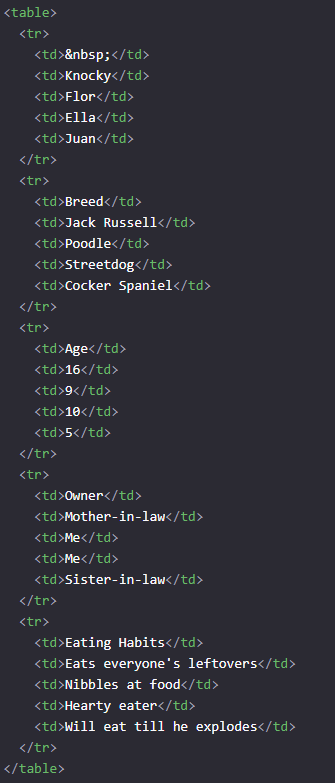 <table>
<tr>
<td>&nbsp;</td>
<td>Knocky</td>
<td>Flor</td>
<td>Ella</td>
<td>Juan</td>
</tr>
<tr>
<td>Breed</td>
<td>Jack Russell</td>
<td>Poodle</td>
<td>Streetdog</td>
<td>Cocker Spaniel</td>
</tr>
<tr>
<td>Age</td>
<td>16</td>
<td>9</td>
<td>10</td>
<td>5</td>
</tr>
<tr>
<td>Owner</td>
<td>Mother-in-law</td>
<td>Me</td>
<td>Me</td>
<td>Sister-in-law</td>
</tr>
<tr>
<td>Eating Habits</td>
<td>Eats everyone's leftovers</td>
<td>Nibbles at food</td>
<td>Hearty eater</td>
<td>Will eat till he explodes</td>
</tr>
</table>